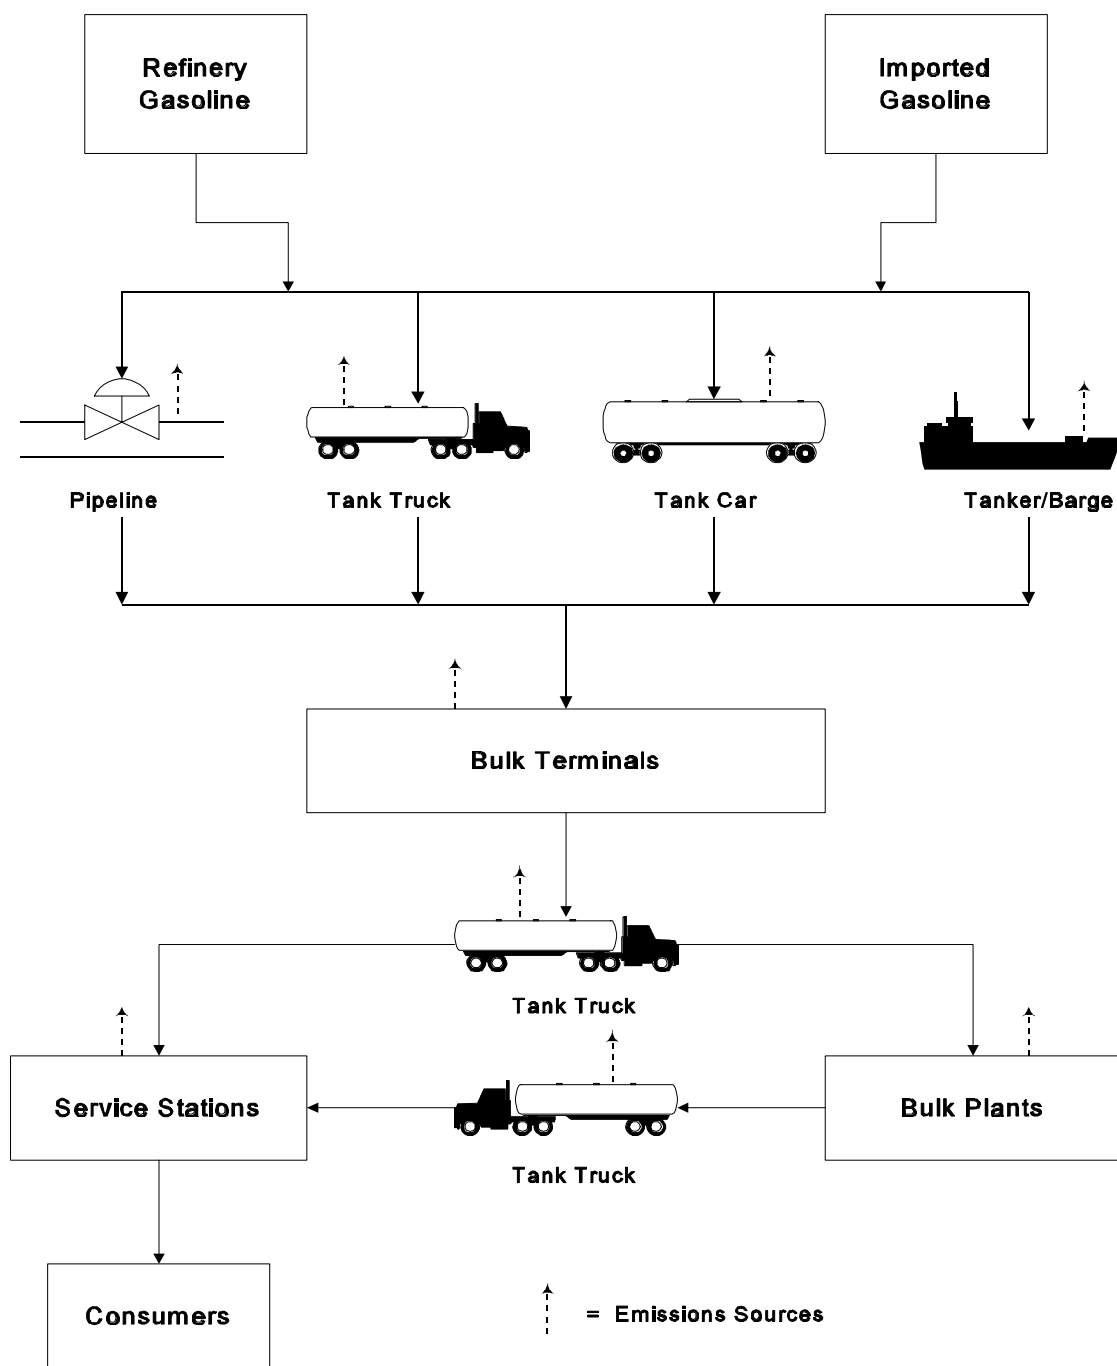 Refinery
Gasoline
Imported
Gasoline
Pipeline
Tank Truck
Tank Car
Tanker/Barge
Bulk Terminals
Tank Truck
Service Stations
Bulk Plants
Tank Truck
Consumers
= Emissions Sources